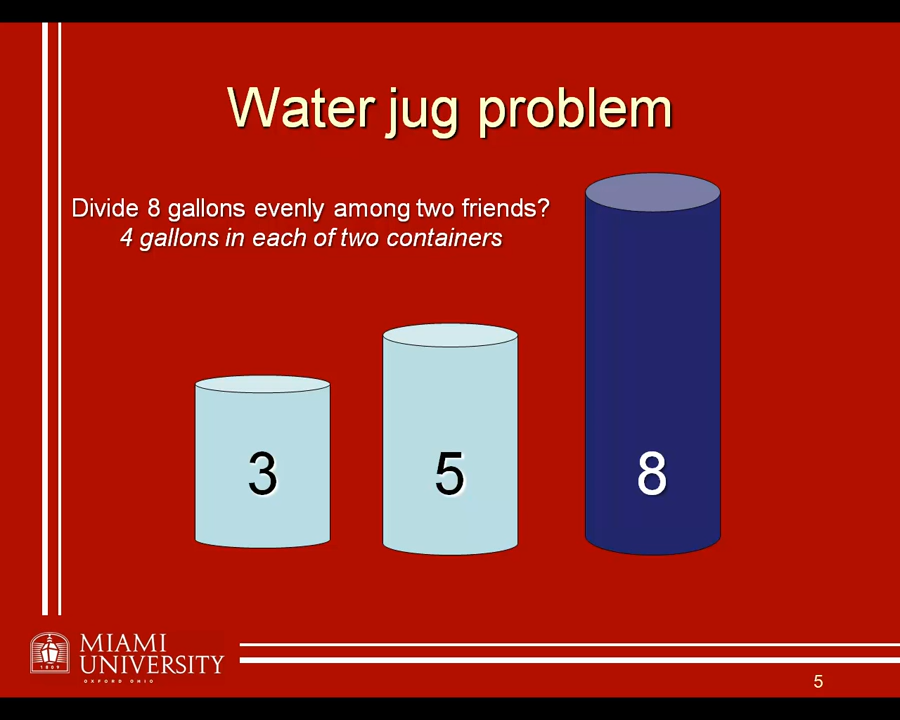 Water jug problem
Divide 8 gallons evenly among two friends?
4 gallons in each of two containers
3
5
8
MIAMI
UNIVERSITY
OXFORD OHIO
1809
5